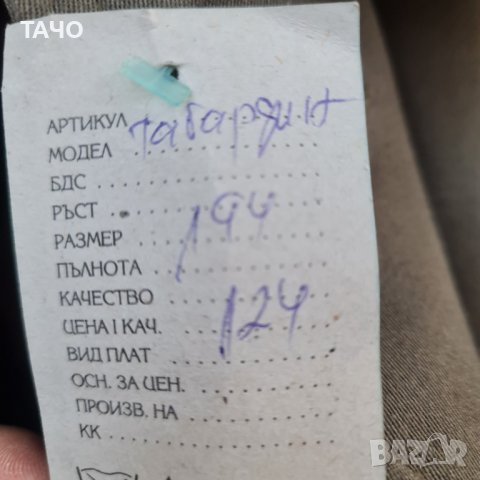 ТАЧО
АРТИКУЛ габардин
МОДЕЛ
БДС
РЪСТ 194
РАЗМЕР
ПЪЛНОТА
КАЧЕСТВО 124
ЦЕНА I КАЧ.
ВИД ПЛАТ
ОСН. ЗА ЦЕН.
ПРОИЗВ. НА
КК
BAZAR